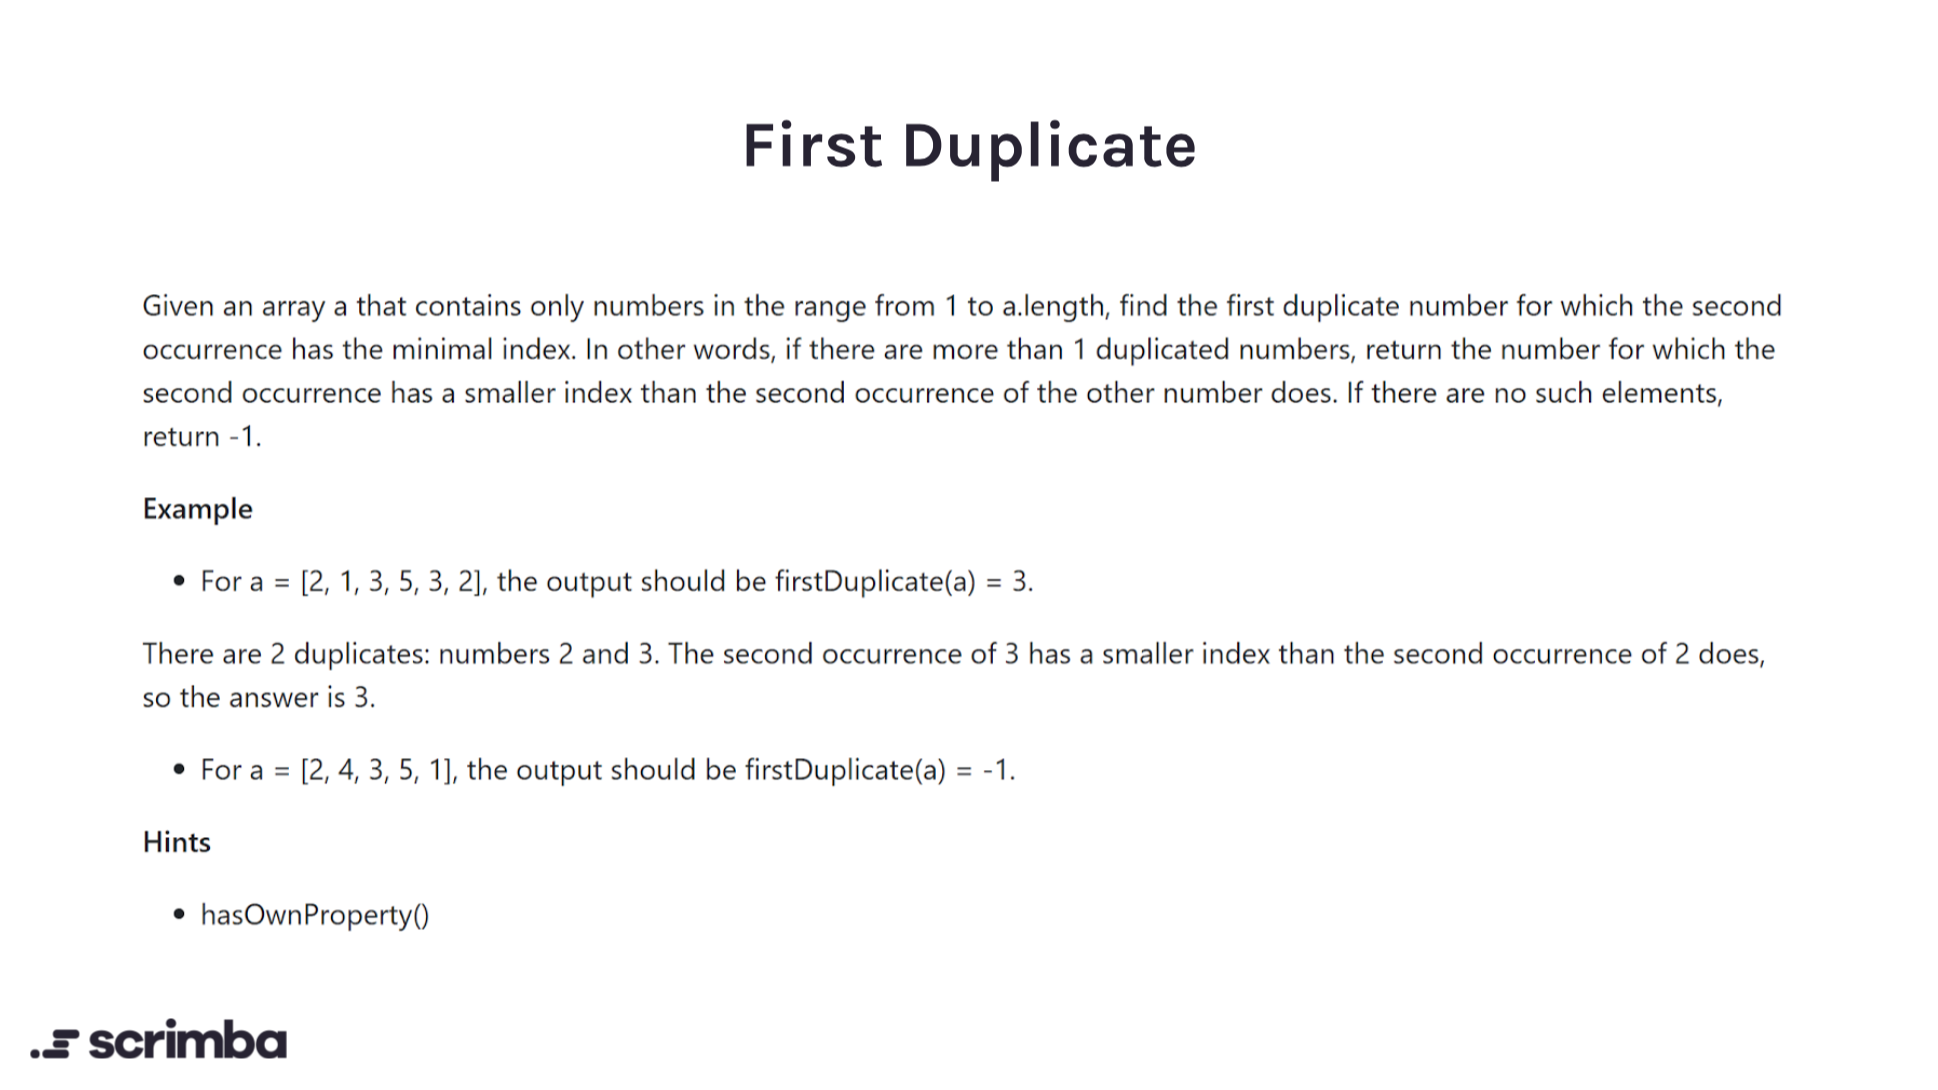 First Duplicate
Given an array a that contains only numbers in the range from 1 to a.length, find the first duplicate number for which the second
occurrence has the minimal index. In other words, if there are more than 1 duplicated numbers, return the number for which the
second occurrence has a smaller index than the second occurrence of the other number does. If there are no such elements,
return -1.
Example
• For a = [2, 1, 3, 5, 3, 2], the output should be firstDuplicate(a) = 3.
There are 2 duplicates: numbers 2 and 3. The second occurrence of 3 has a smaller index than the second occurrence of 2 does,
so the answer is 3.
• For a = [2, 4, 3, 5, 1], the output should be firstDuplicate(a) = -1.
Hints
• hasOwnProperty()
scrimba